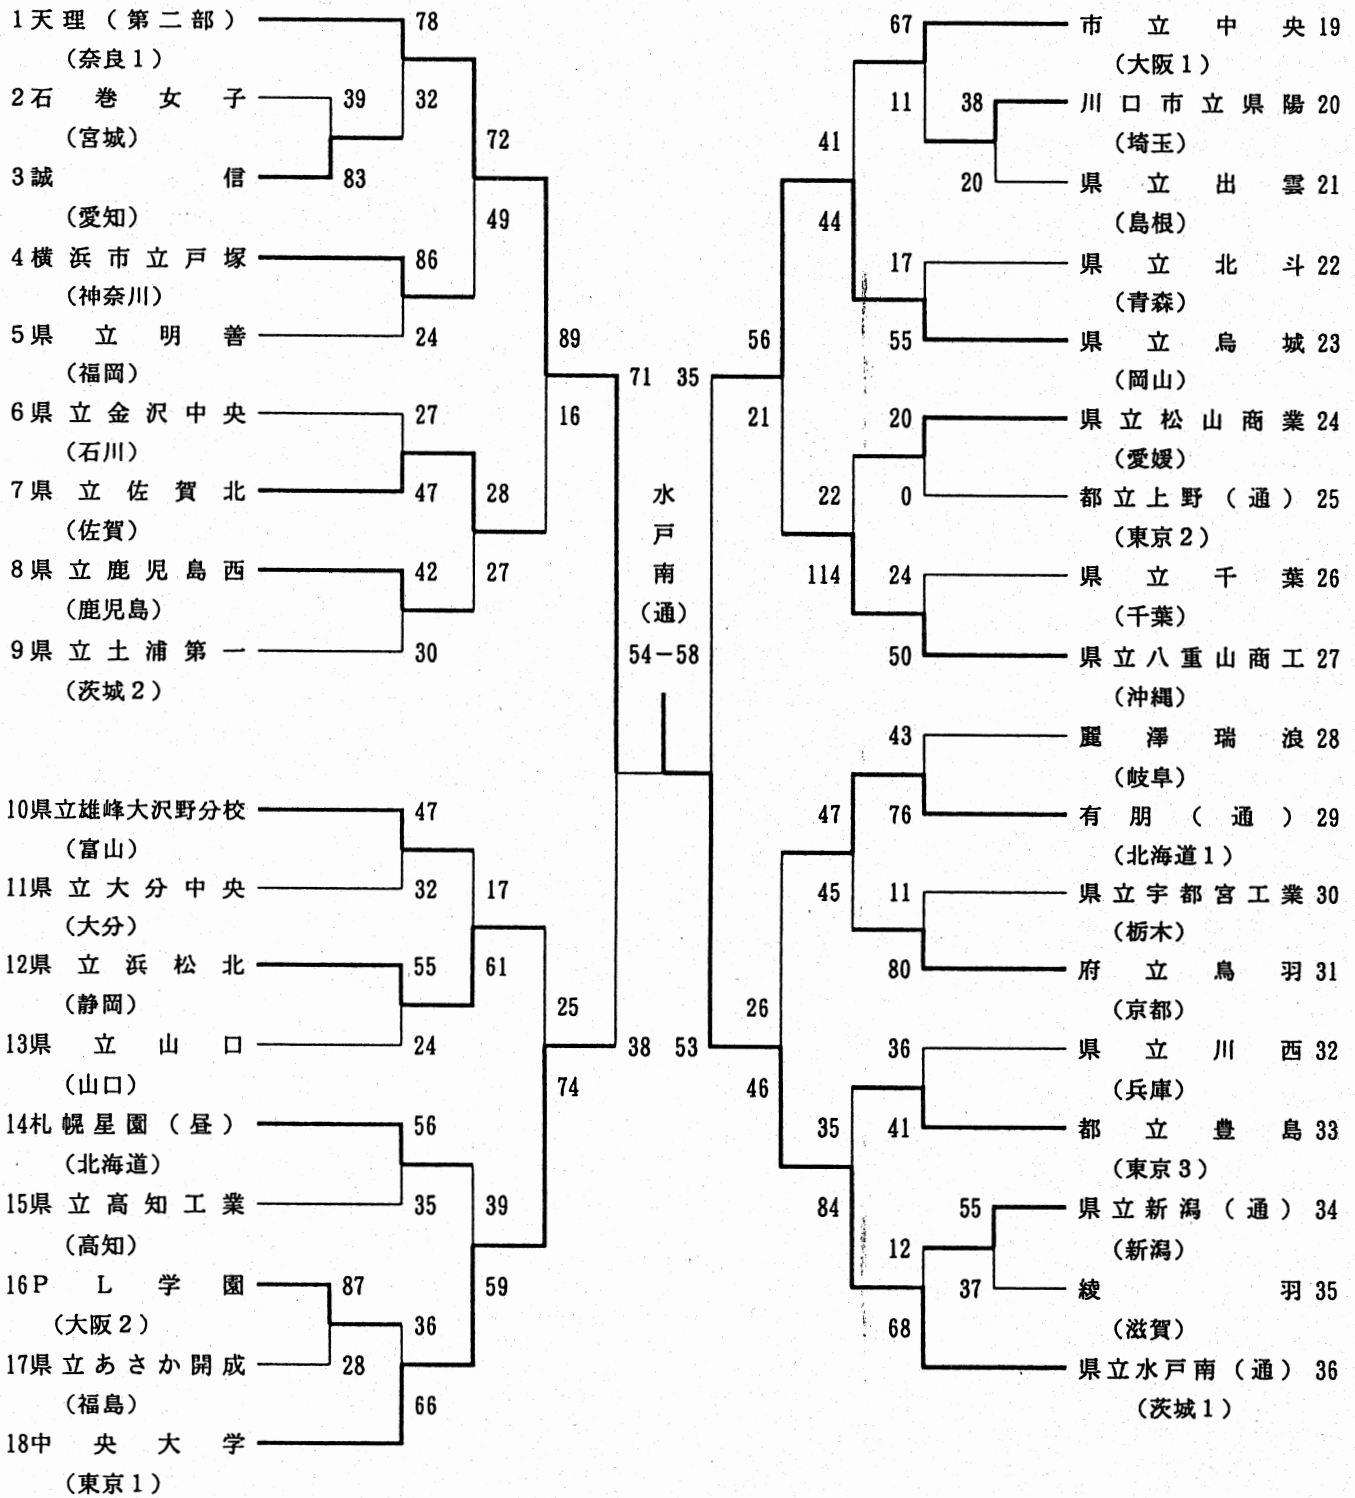 1天理（第二部）
（奈良1）
2石巻女子
（宮城）
3誠信
（愛知）
4横浜市立戸塚
（神奈川）
5県立明善
（福岡）
6県立金沢中央
（石川）
7県立佐賀北
（佐賀）
8県立鹿児島西
（鹿児島）
9県立土浦第一
（茨城2）
10県立雄峰大沢野分校
（富山）
11県立大分中央
（大分）
12県立浜松北
（静岡）
13県立山口
（山口）
14札幌星園（昼）
（北海道）
15県立高知工業
（高知）
16PL学園
（大阪2）
17県立あさか開成
（福島）
18中央大学
（東京1）
78
32
39
83
72
49
86
24
89
16
27
47
28
27
42
30
47
32
17
61
55
24
25
74
56
35
39
59
87
28
36
66
71 35
水戸南（通）
54－58
38 53
67
11
38
20
41
44
17
55
56
21
20
0
22
114
24
50
43
76
47
45
11
80
26
46
36
41
35
84
55
37
12
68
市立中央 19
（大阪1）
川口市立県陽 20
（埼玉）
県立出雲 21
（島根）
県立北斗 22
（青森）
県立烏城 23
（岡山）
県立松山商業 24
（愛媛）
都立上野（通） 25
（東京2）
県立千葉 26
（千葉）
県立八重山商工 27
（沖縄）
麗澤瑞浪 28
（岐阜）
有朋（通） 29
（北海道1）
県立宇都宮工業 30
（栃木）
府立鳥羽 31
（京都）
県立川西 32
（兵庫）
都立豊島 33
（東京3）
県立新潟（通） 34
（新潟）
綾羽 35
（滋賀）
県立水戸南（通） 36
（茨城1）